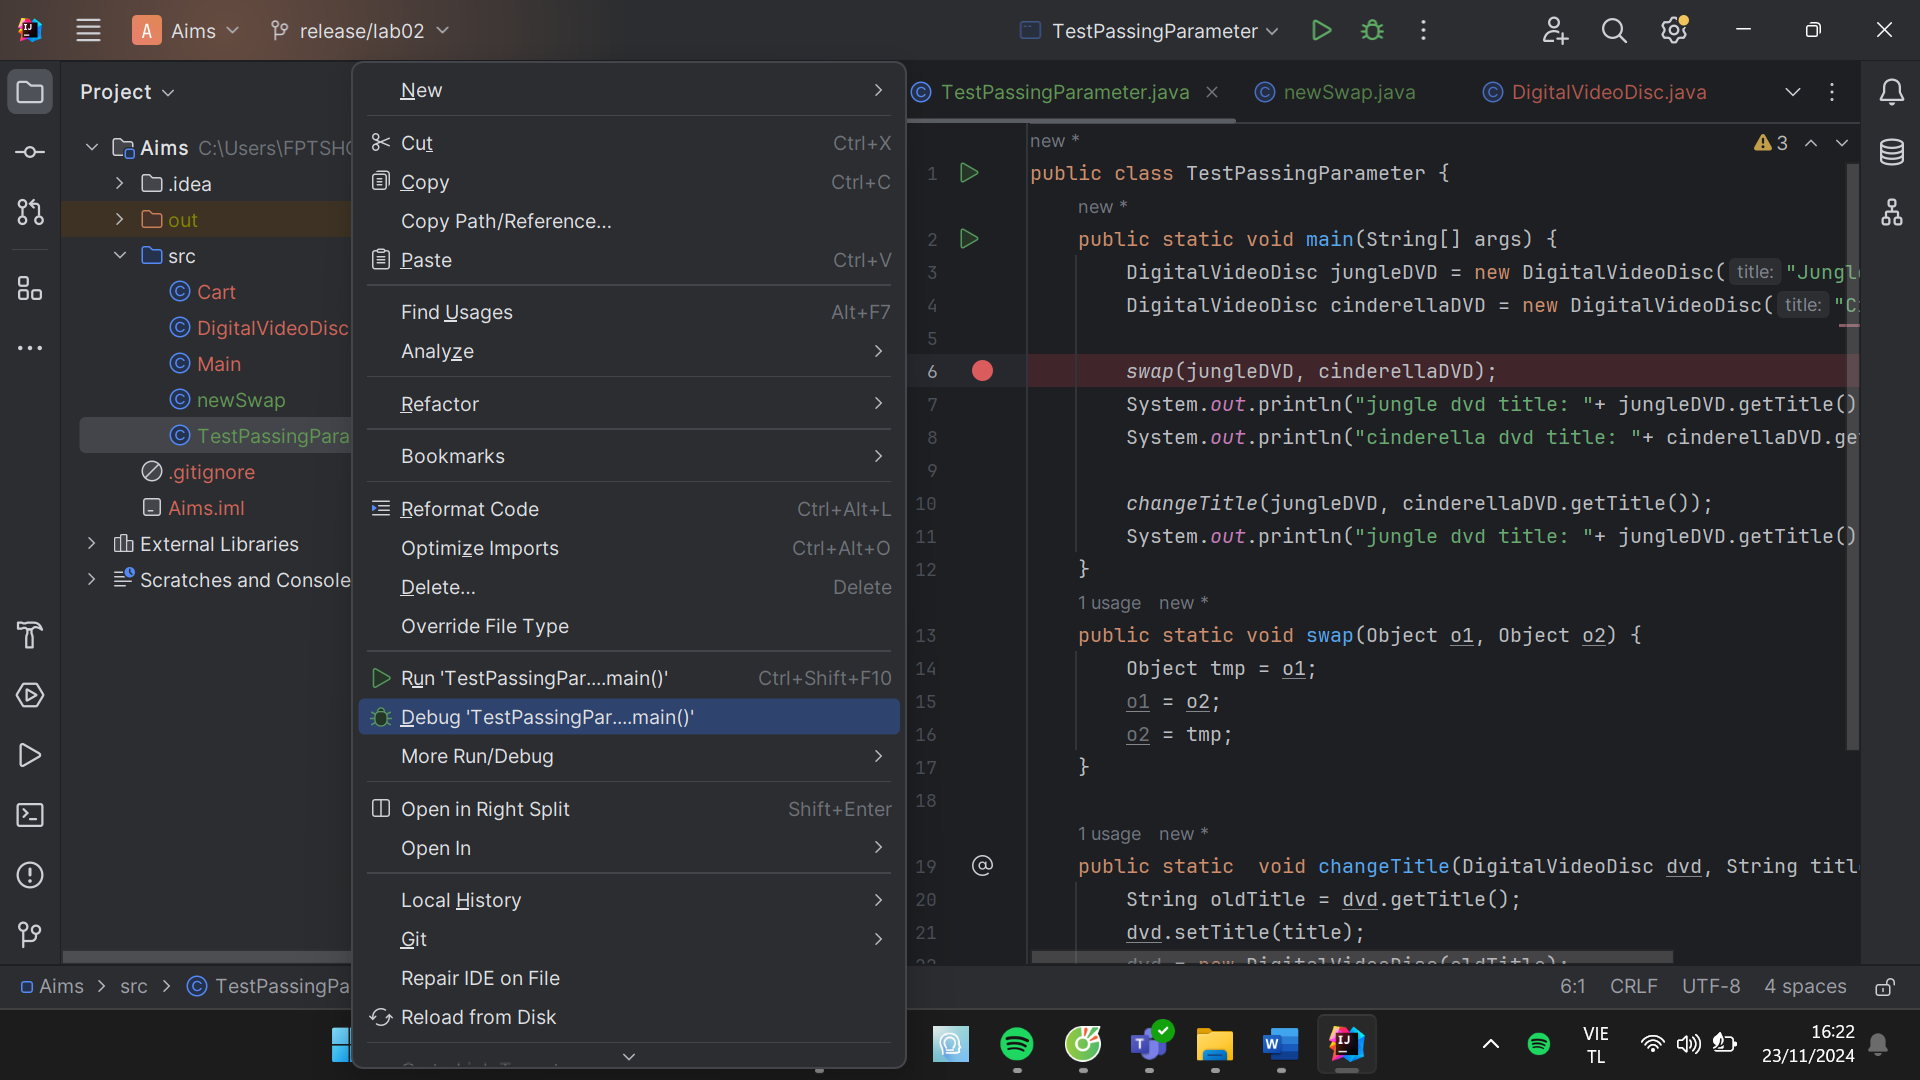 A Aims release/lab02 TestPassingParameter
Project
Aims C:\Users\FPTSHO
.idea
out
src
Cart
DigitalVideoDisc
Main
newSwap
TestPassingPara
.gitignore
Aims.iml
External Libraries
Scratches and Console
New
Cut Ctrl+X
Copy Ctrl+C
Copy Path/Reference...
Paste Ctrl+V
Find Usages Alt+F7
Analyze
Refactor
Bookmarks
Reformat Code Ctrl+Alt+L
Optimize Imports Ctrl+Alt+O
Delete... Delete
Override File Type
Run 'TestPassingPar....main()' Ctrl+Shift+F10
Debug 'TestPassingPar....main()'
More Run/Debug
Open in Right Split Shift+Enter
Open In
Local History
Git
Repair IDE on File
Reload from Disk
TestPassingParameter.java newSwap.java DigitalVideoDisc.java
new * 3
1 public class TestPassingParameter {
new *
2 public static void main(String[] args) {
3 DigitalVideoDisc jungleDVD = new DigitalVideoDisc( title: "Jungl
4 DigitalVideoDisc cinderellaDVD = new DigitalVideoDisc( title: "C
5
6 swap(jungleDVD, cinderellaDVD);
7 System.out.println("jungle dvd title: "+ jungleDVD.getTitle()
8 System.out.println("cinderella dvd title: "+ cinderellaDVD.ge
9
10 changeTitle(jungleDVD, cinderellaDVD.getTitle());
11 System.out.println("jungle dvd title: "+ jungleDVD.getTitle()
12 }
1 usage new *
13 public static void swap(Object o1, Object o2) {
14 Object tmp = o1;
15 o1 = o2;
16 o2 = tmp;
17 }
18
1 usage new *
19 @ public static  void changeTitle(DigitalVideoDisc dvd, String titl
20 String oldTitle = dvd.getTitle();
21 dvd.setTitle(title);
22 dvd = new DigitalVideoDisc(oldTitle);
Aims > src > TestPassingPa 6:1 CRLF UTF-8 4 spaces
VIE
TL
16:22
23/11/2024